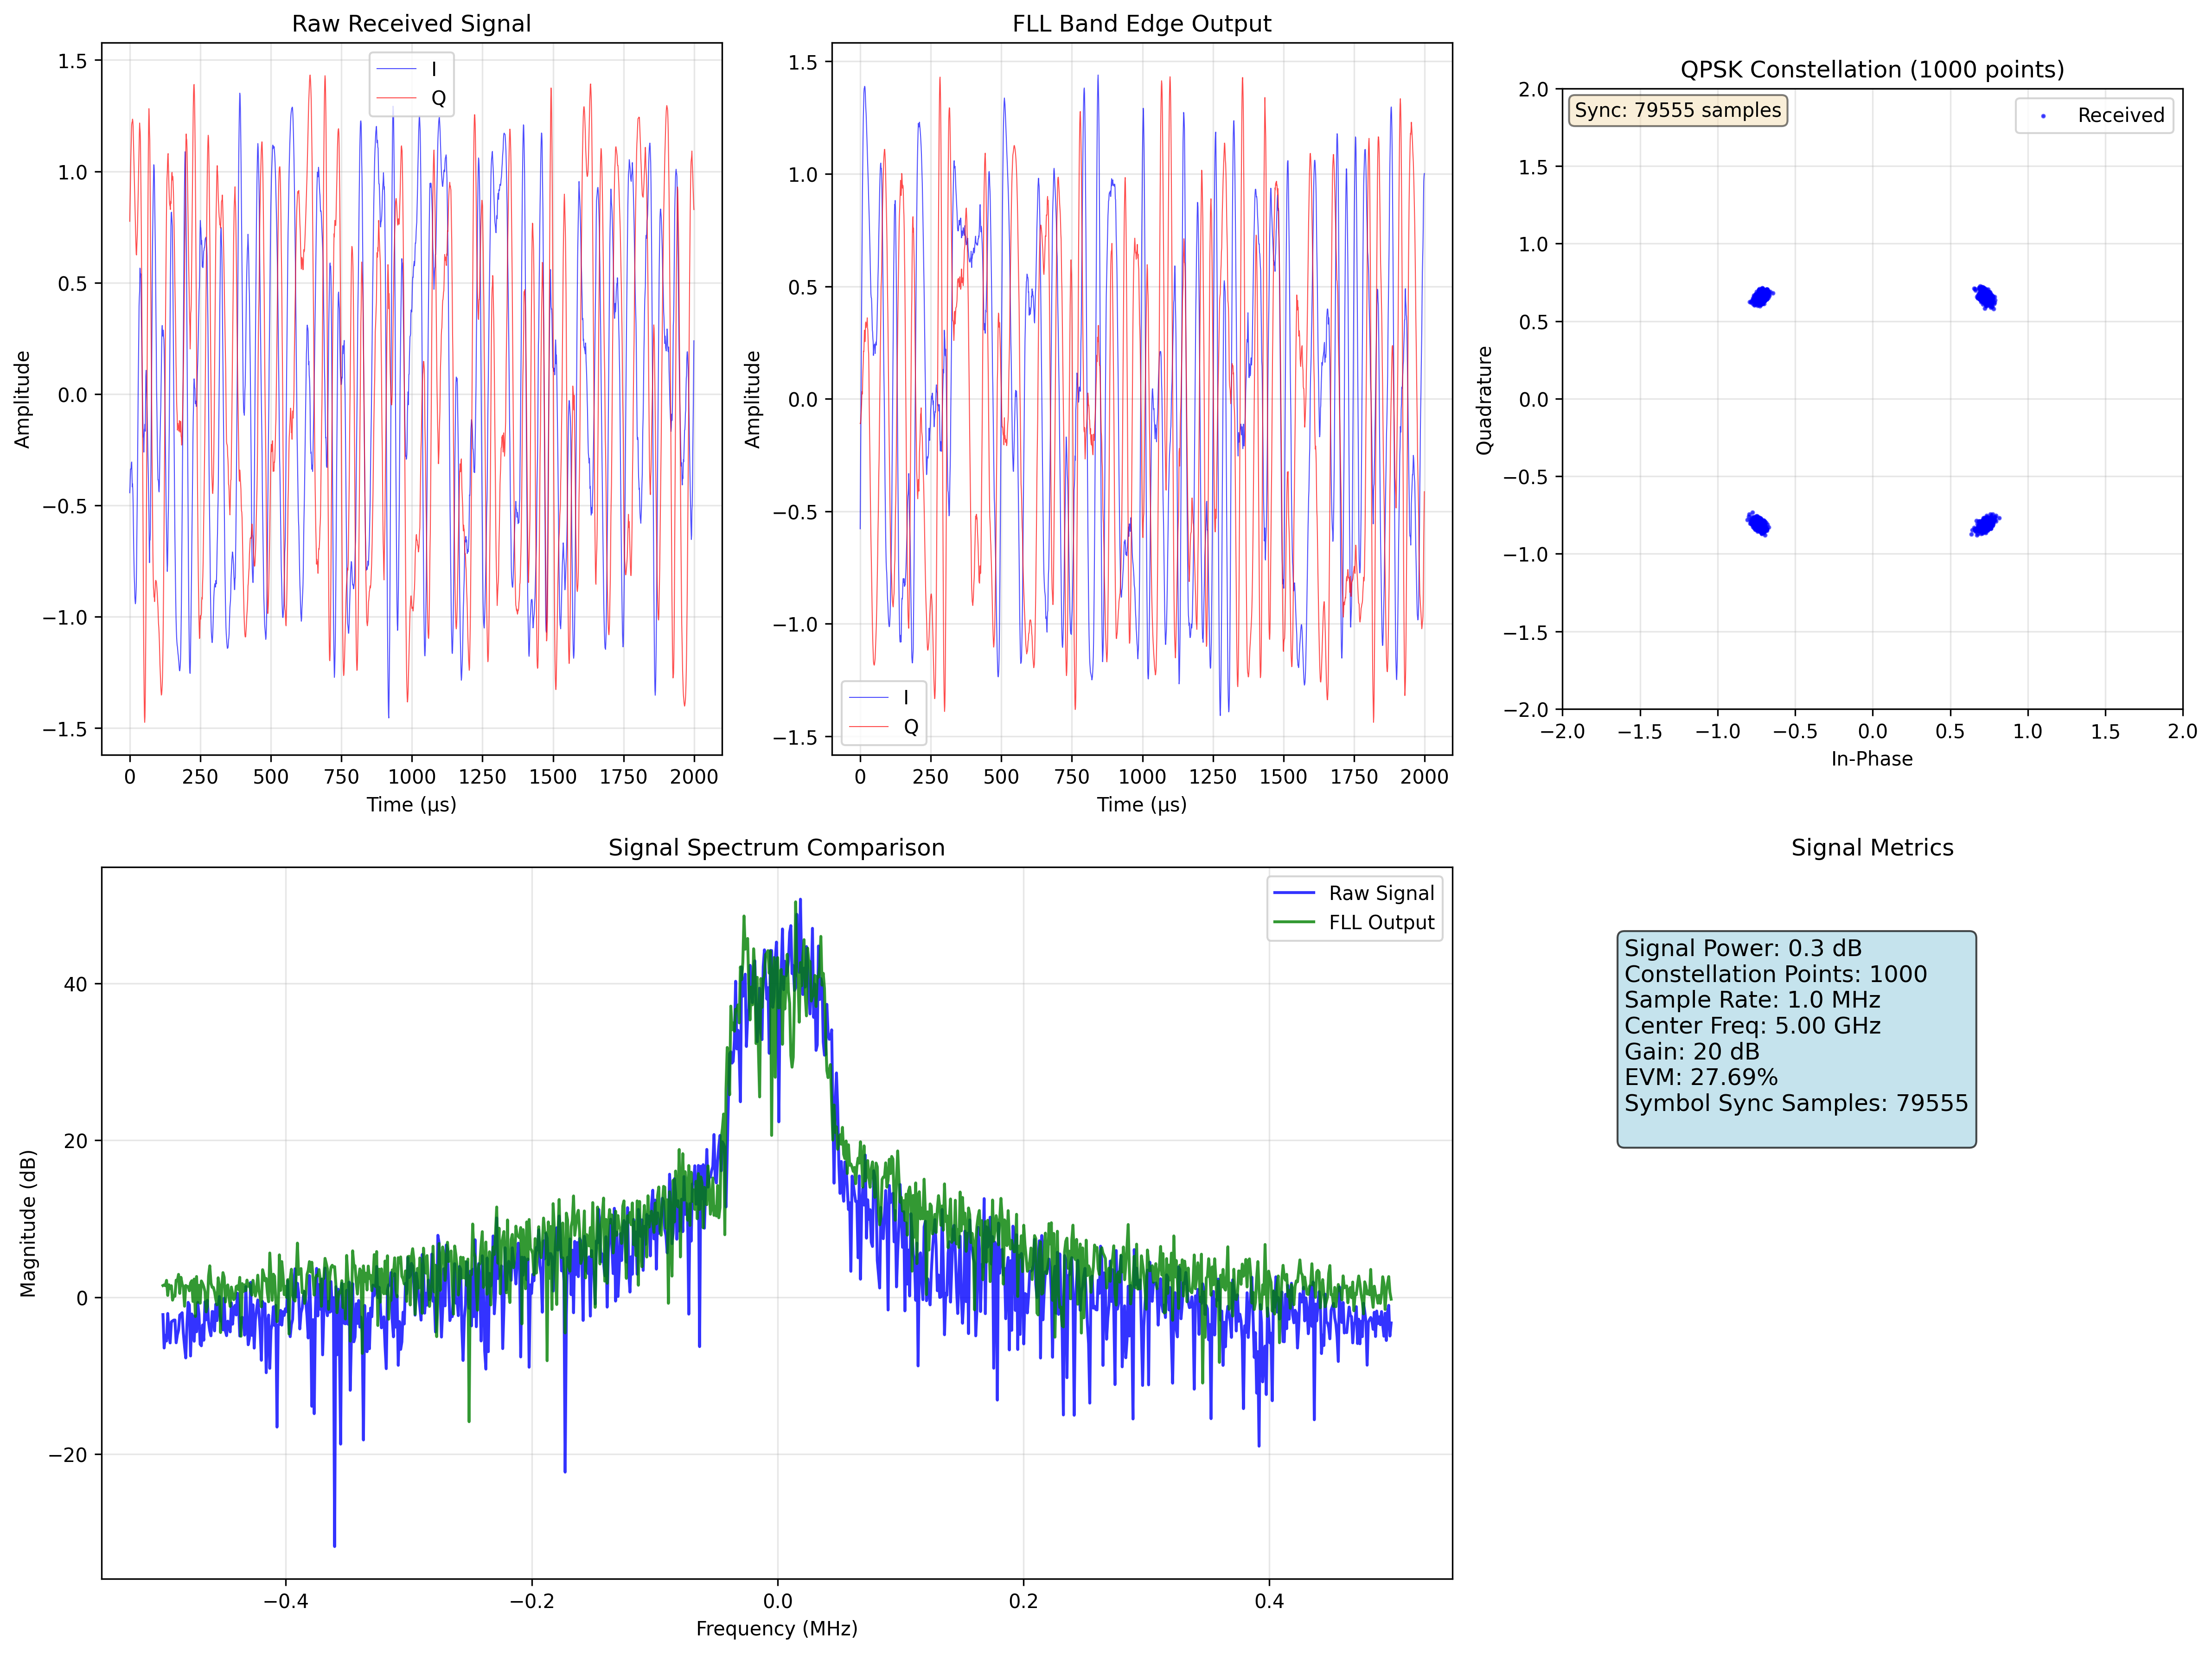 Raw Received Signal
I
Q
1.5
1.0
0.5
0.0
−0.5
−1.0
−1.5
Amplitude
0 250 500 750 1000 1250 1500 1750 2000
Time (µs)
FLL Band Edge Output
1.5
1.0
0.5
0.0
−0.5
−1.0
−1.5
Amplitude
I
Q
0 250 500 750 1000 1250 1500 1750 2000
Time (µs)
QPSK Constellation (1000 points)
Sync: 79555 samples
Received
2.0
1.5
1.0
0.5
0.0
−0.5
−1.0
−1.5
−2.0
Quadrature
−2.0 −1.5 −1.0 −0.5 0.0 0.5 1.0 1.5 2.0
In-Phase
Signal Spectrum Comparison
Raw Signal
FLL Output
40
20
0
−20
Magnitude (dB)
−0.4 −0.2 0.0 0.2 0.4
Frequency (MHz)
Signal Metrics
Signal Power: 0.3 dB
Constellation Points: 1000
Sample Rate: 1.0 MHz
Center Freq: 5.00 GHz
Gain: 20 dB
EVM: 27.69%
Symbol Sync Samples: 79555